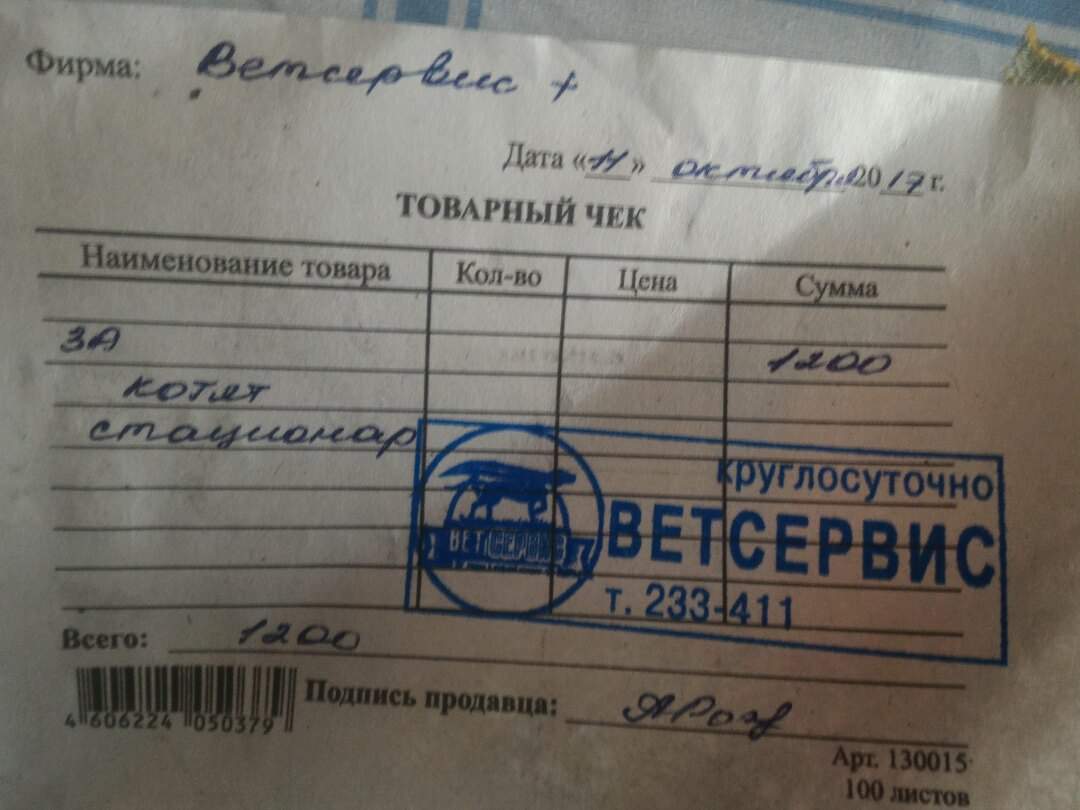 Фирма: Ветсервис +
Дата «11» октября 2017 г.
ТОВАРНЫЙ ЧЕК
Наименование товара Кол-во Цена Сумма
ЗА 1200
котят
стационар
круглосуточно
ВЕТСЕРВИС
ВЕТСЕРВИС
т. 233-411
Всего: 1200
Подпись продавца:
4 606224 050379
Арт. 130015
100 листов